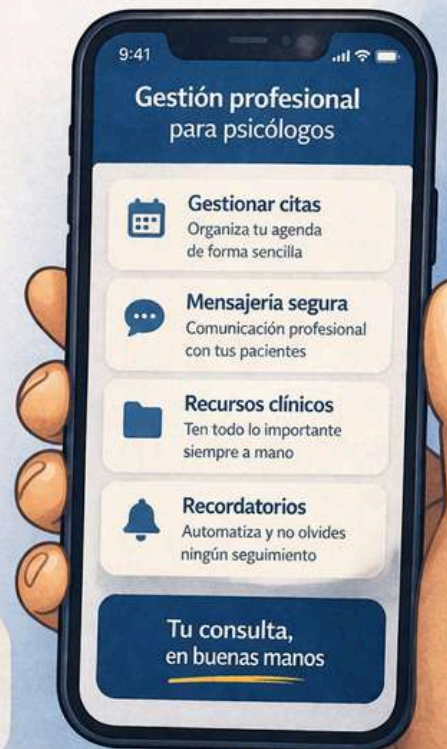 9:41
Gestión profesional
para psicólogos
Gestionar citas
Organiza tu agenda
de forma sencilla
Mensajería segura
Comunicación profesional
con tus pacientes
Recursos clínicos
Ten todo lo importante
siempre a mano
Recordatorios
Automatiza y no olvides
ningún seguimiento
Tu consulta,
en buenas manos